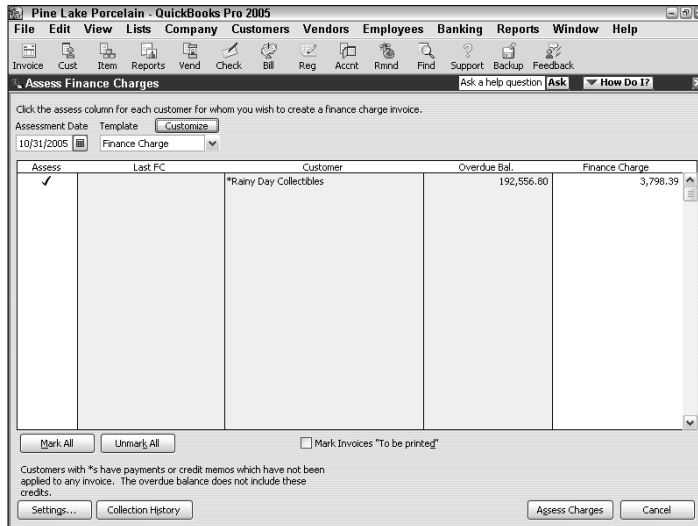 Pine Lake Porcelain - QuickBooks Pro 2005
File Edit View Lists Company Customers Vendors Employees Banking Reports Window Help
Invoice Cust Item Reports Vend Check Bill Reg Accnt Rmnd Find Support Backup Feedback
Assess Finance Charges Ask a help question Ask How Do I?
Click the assess column for each customer for whom you wish to create a finance charge invoice.
Assessment Date Template Customize
10/31/2005 Finance Charge
Assess Last FC Customer Overdue Bal. Finance Charge
*Rainy Day Collectibles 192,556.80 3,798.39
Mark All Unmark All Mark Invoices "To be printed"
Customers with *s have payments or credit memos which have not been
applied to any invoice. The overdue balance does not include these
credits.
Settings... Collection History Assess Charges Cancel